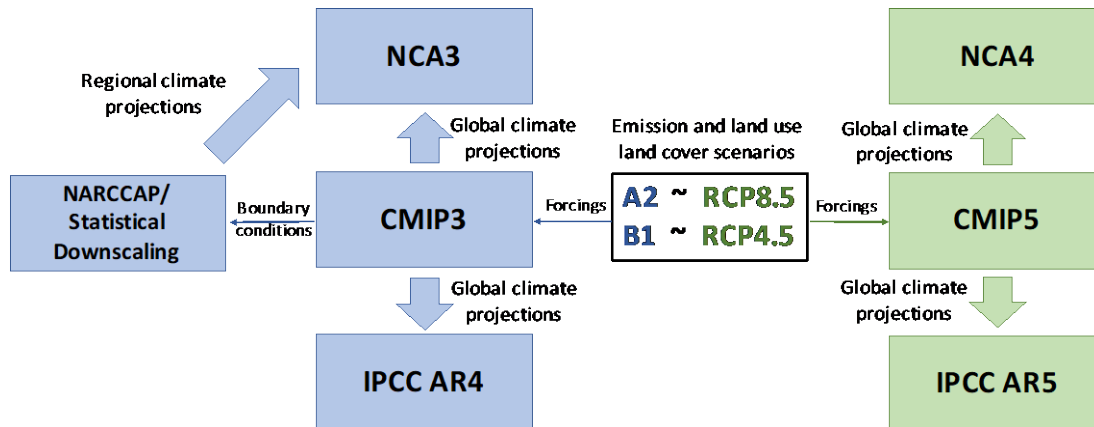 NCA3
NCA4
Regional climate
projections
Global climate
projections
Emission and land use
land cover scenarios
Global climate
projections
NARCCAP/
Statistical
Downscaling
Boundary
conditions
CMIP3
Forcings
A2 ~ RCP8.5
B1 ~ RCP4.5
Forcings
CMIP5
Global climate
projections
Global climate
projections
IPCC AR4
IPCC AR5